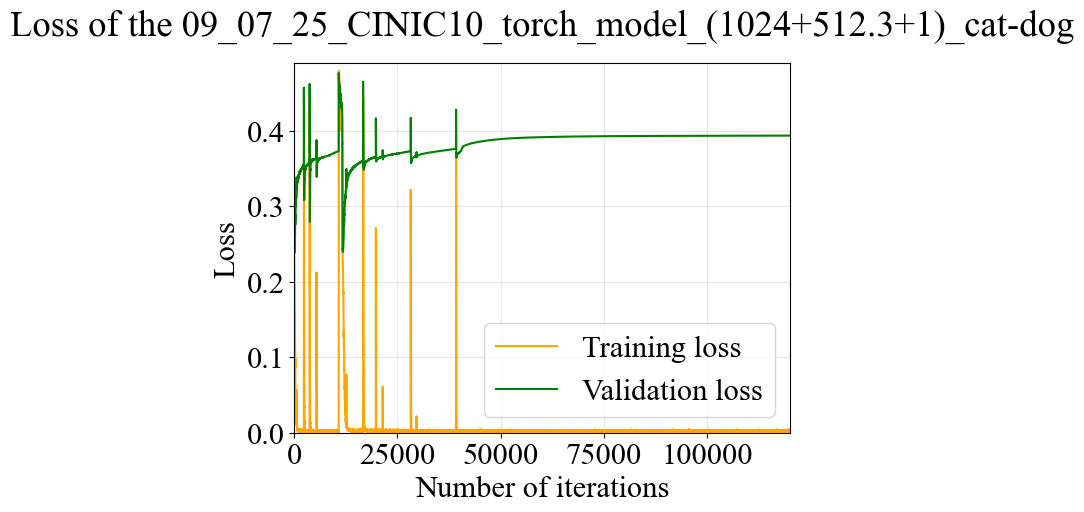 Loss of the 09_07_25_CINIC10_torch_model_(1024+512.3+1)_cat-dog
0.4
0.3
0.2
0.1
0.0
Loss
Training loss
Validation loss
0 25000 50000 75000 100000
Number of iterations